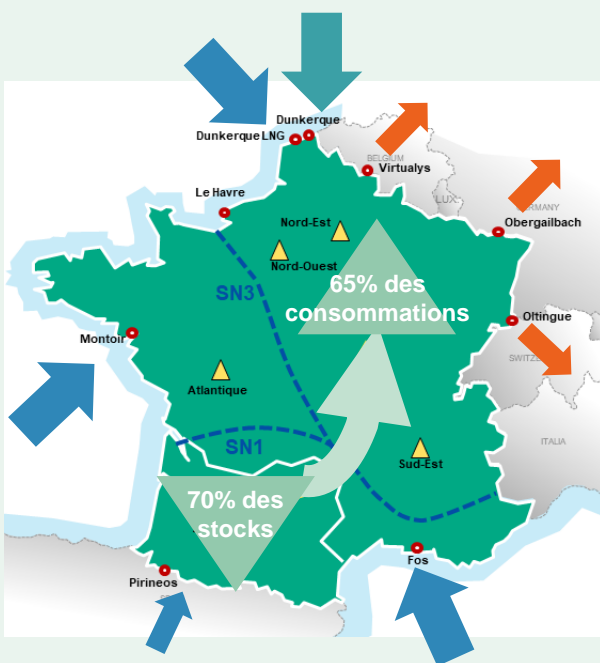 Dunkerque
Dunkerque LNG
BELGIUM
Virtualys
Le Havre
LUX.
Nord-Est
Obergailbach
Nord-Ouest
65% des
consommations
SN3
Oltingue
Montoir
Atlantique
ITALIA
SN1
Sud-Est
70% des
stocks
Fos
Pirineos